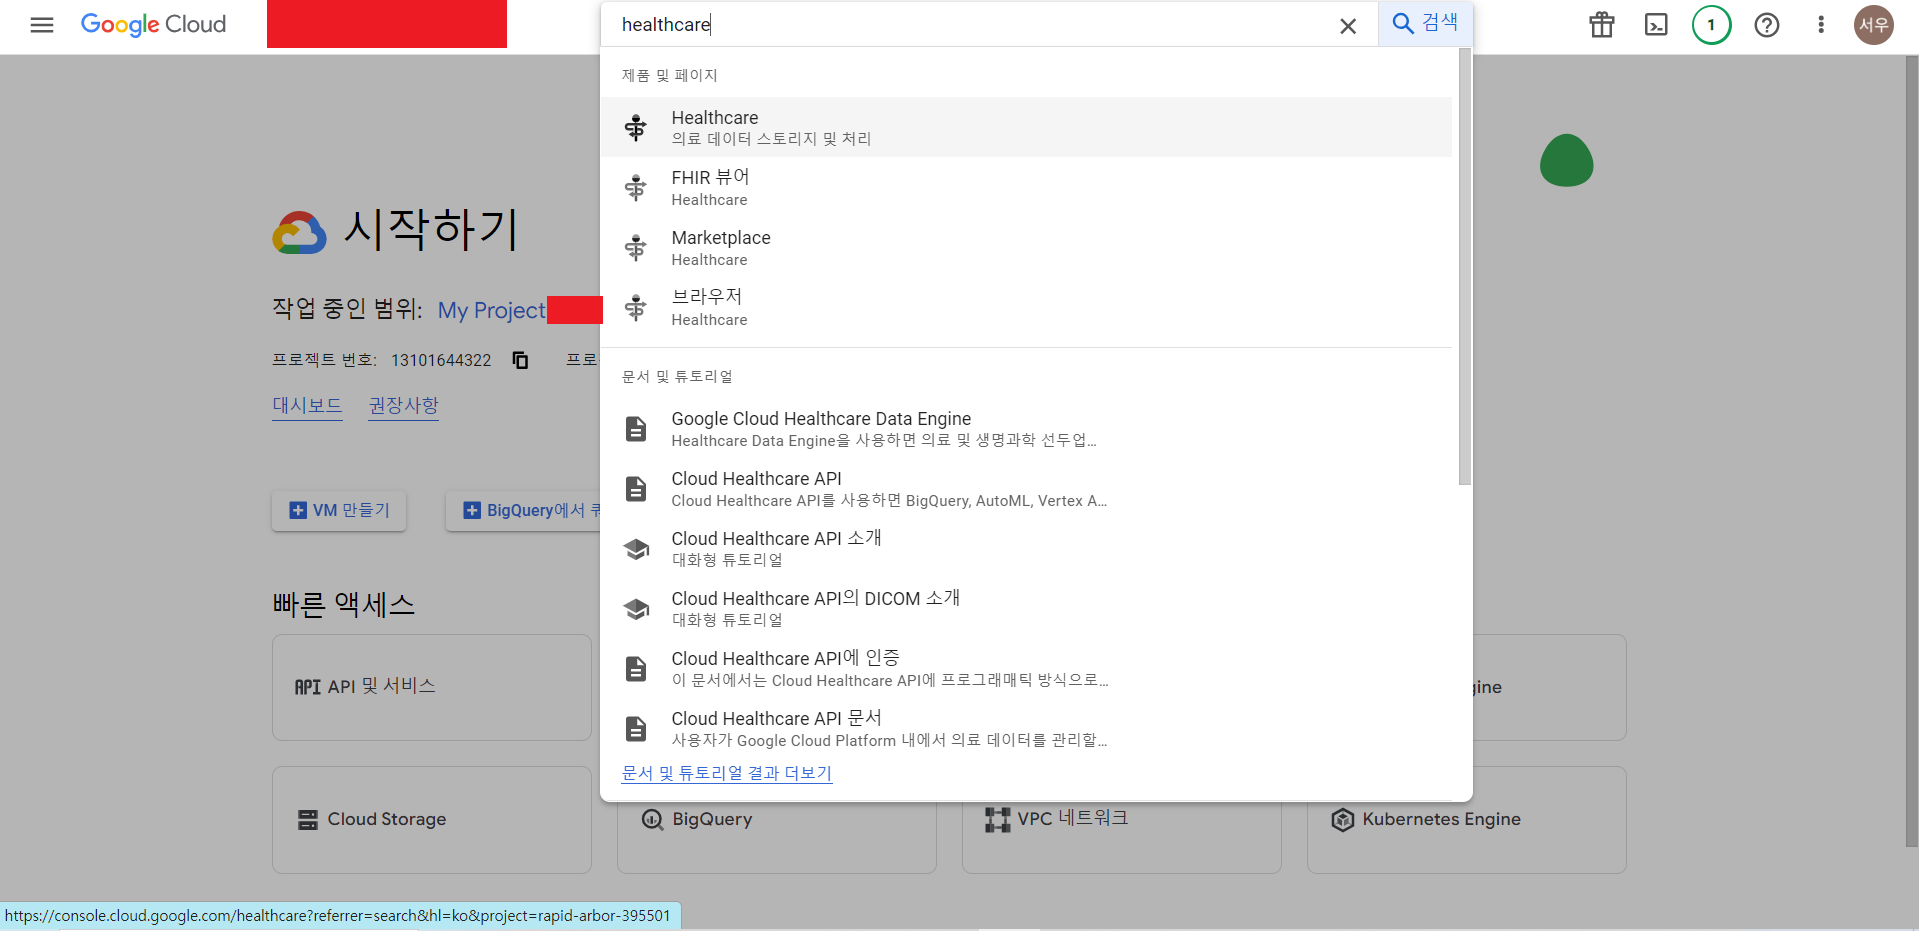 Google Cloud
healthcare
검색
1
서우
제품 및 페이지
Healthcare
의료 데이터 스토리지 및 처리
FHIR 뷰어
Healthcare
Marketplace
Healthcare
브라우저
Healthcare
문서 및 튜토리얼
Google Cloud Healthcare Data Engine
Healthcare Data Engine을 사용하면 의료 및 생명과학 선두업...
Cloud Healthcare API
Cloud Healthcare API를 사용하면 BigQuery, AutoML, Vertex A...
Cloud Healthcare API 소개
대화형 튜토리얼
Cloud Healthcare API의 DICOM 소개
대화형 튜토리얼
Cloud Healthcare API에 인증
이 문서에서는 Cloud Healthcare API에 프로그래매틱 방식으로...
Cloud Healthcare API 문서
사용자가 Google Cloud Platform 내에서 의료 데이터를 관리할...
문서 및 튜토리얼 결과 더보기
시작하기
작업 중인 범위: My Project
프로젝트 번호: 13101644322 프로
대시보드 권장사항
VM 만들기 BigQuery에서 쿼
빠른 액세스
API API 및 서비스
gine
Cloud Storage
BigQuery
VPC 네트워크
Kubernetes Engine
https://console.cloud.google.com/healthcare?referrer=search&hl=ko&project=rapid-arbor-395501